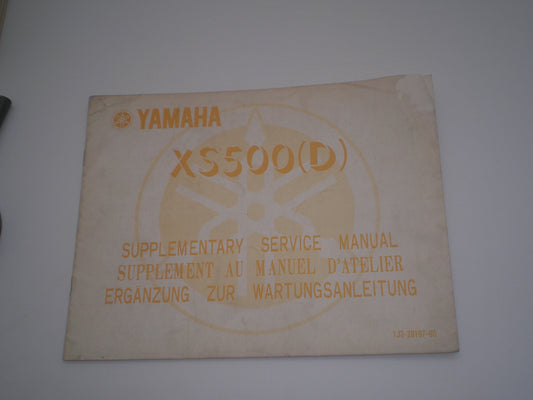 YAMAHA
XS500(D)
SUPPLEMENTARY SERVICE MANUAL
SUPPLEMENT AU MANUEL D'ATELIER
ERGÄNZUNG ZUR WARTUNGSANLEITUNG